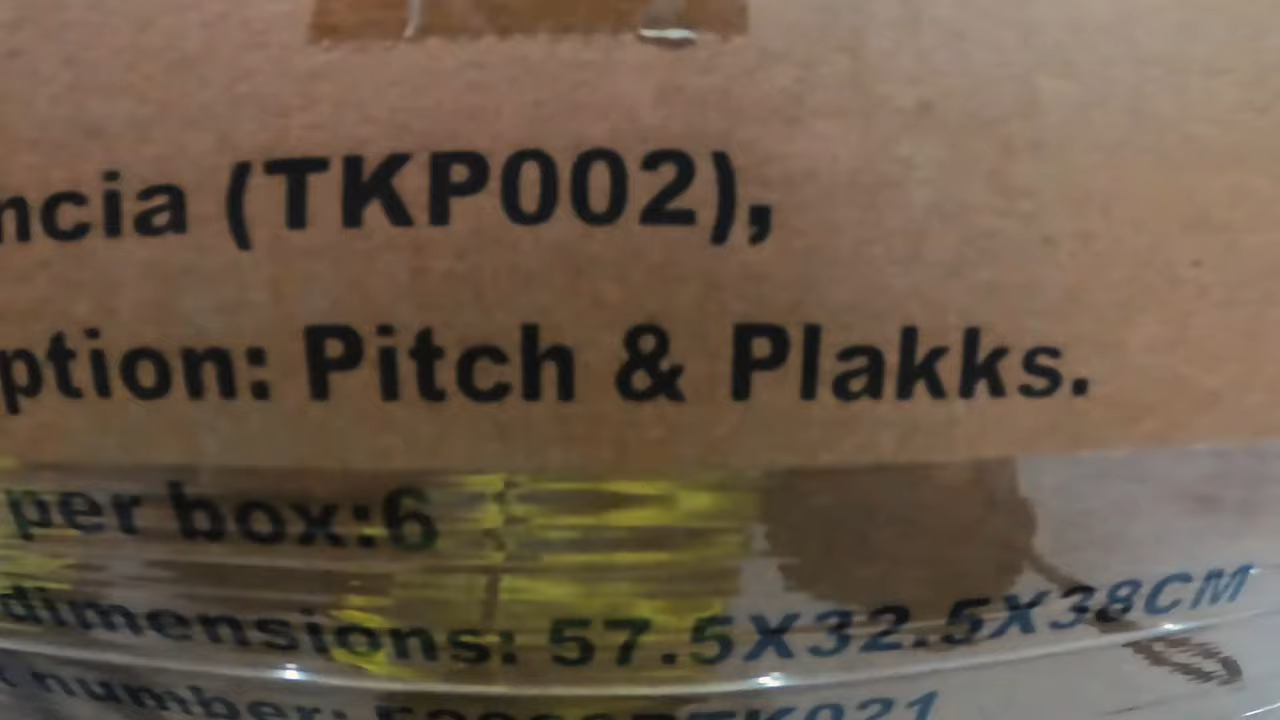 ncia (TKP002),
ption: Pitch & Plakks.
per box:6
dimensions: 57.5X32.5X38CM
number: